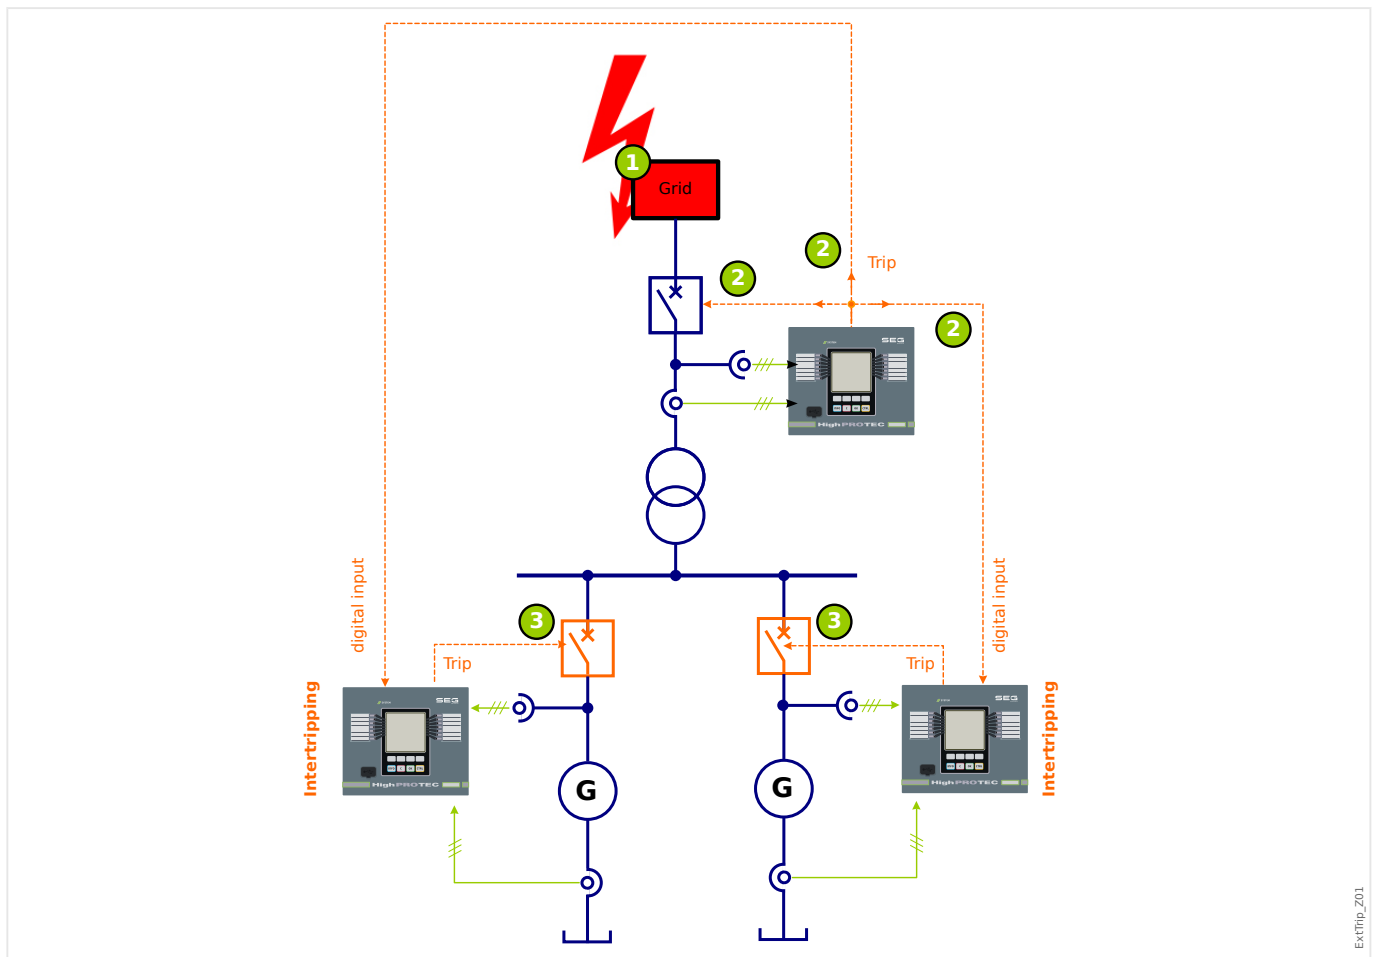 1
Grid
2
Trip
2
2
SEG
HighPROTEC
digital input
digital input
3
3
Trip
Trip
Intertripping
SEG
HighPROTEC
SEG
HighPROTEC
Intertripping
G
G
ExtTrip_Z01